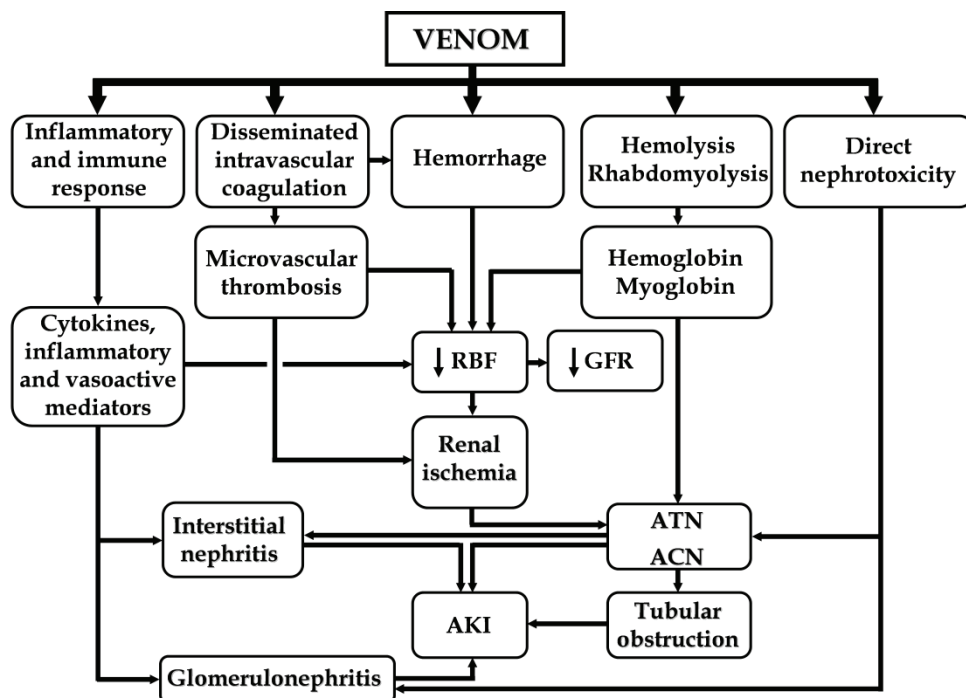 VENOM
Inflammatory
and immune
response
Disseminated
intravascular
coagulation
Hemorrhage
Hemolysis
Rhabdomyolysis
Direct
nephrotoxicity
Microvascular
thrombosis
Hemoglobin
Myoglobin
Cytokines,
inflammatory
and vasoactive
mediators
↓ RBF
↓ GFR
Renal
ischemia
Interstitial
nephritis
ATN
ACN
AKI
Tubular
obstruction
Glomerulonephritis